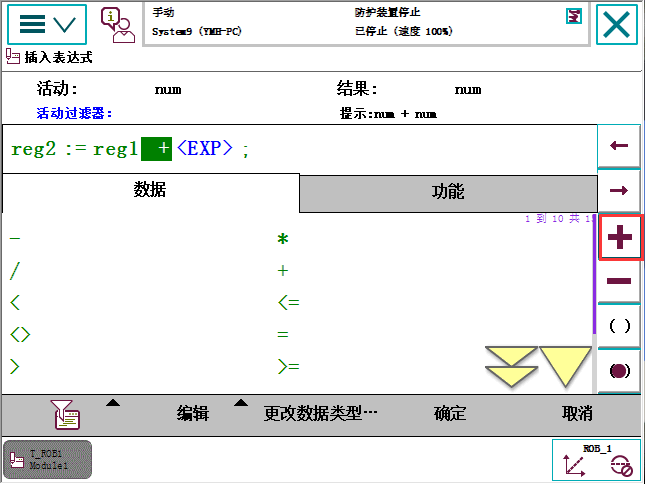 手动
防护装置停止
System9 (YMH-PC)
已停止 (速度 100%)
插入表达式
活动: num
结果: num
活动过滤器:
提示:num + num
reg2 := reg1 + <EXP> ;
数据
功能
1 到 10 共 1
- *
/ +
< <=
<> =
> >=
( )
编辑
更改数据类型…
确定
取消
T_ROB1
Module1
ROB_1